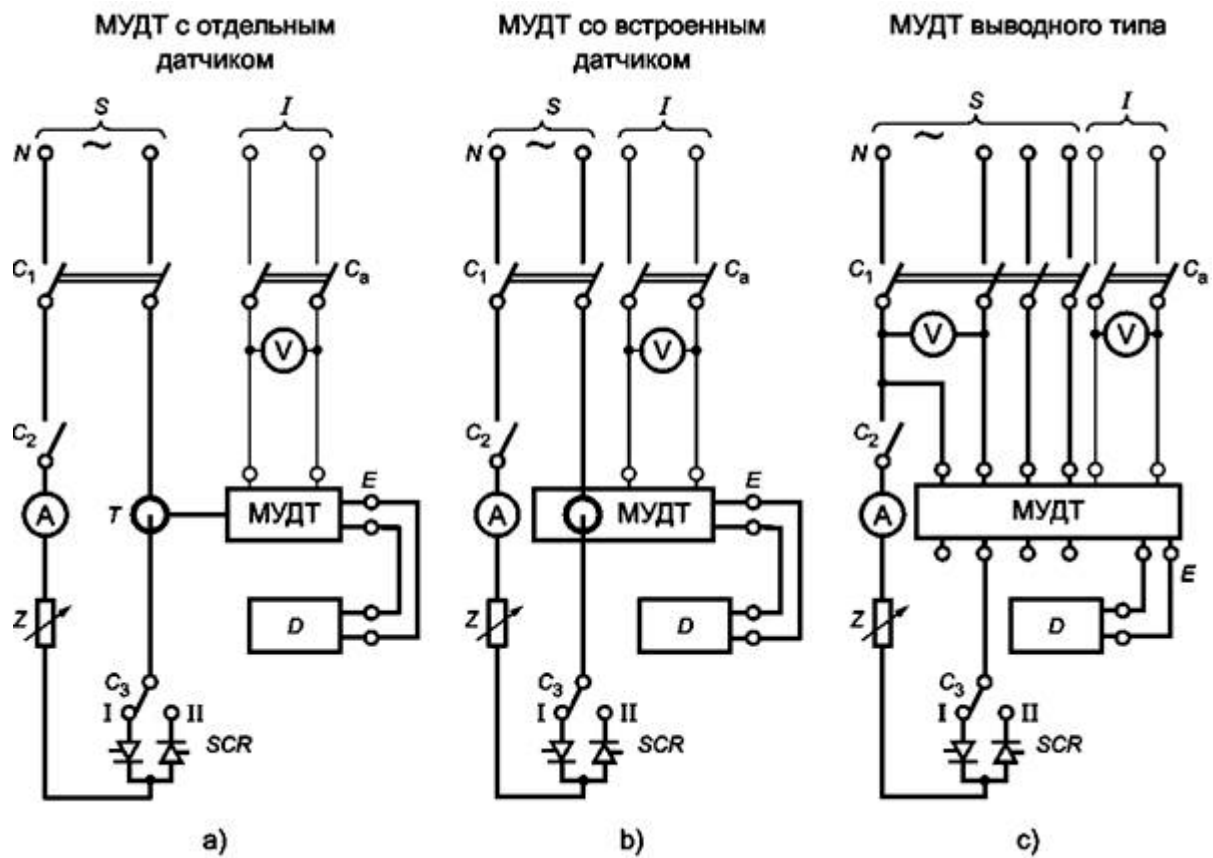 МУДТ с отдельным
датчиком
МУДТ со встроенным
датчиком
МУДТ выводного типа
S
I
S
I
S
I
N
~
N
~
N
~
C1
Ca
C1
Ca
C1
Ca
V
V
V
V
C2
C2
C2
A
T
МУДТ
E
A
МУДТ
E
A
МУДТ
E
Z
D
Z
D
Z
D
C3
C3
C3
I
II
I
II
I
II
SCR
SCR
SCR
a)
b)
c)